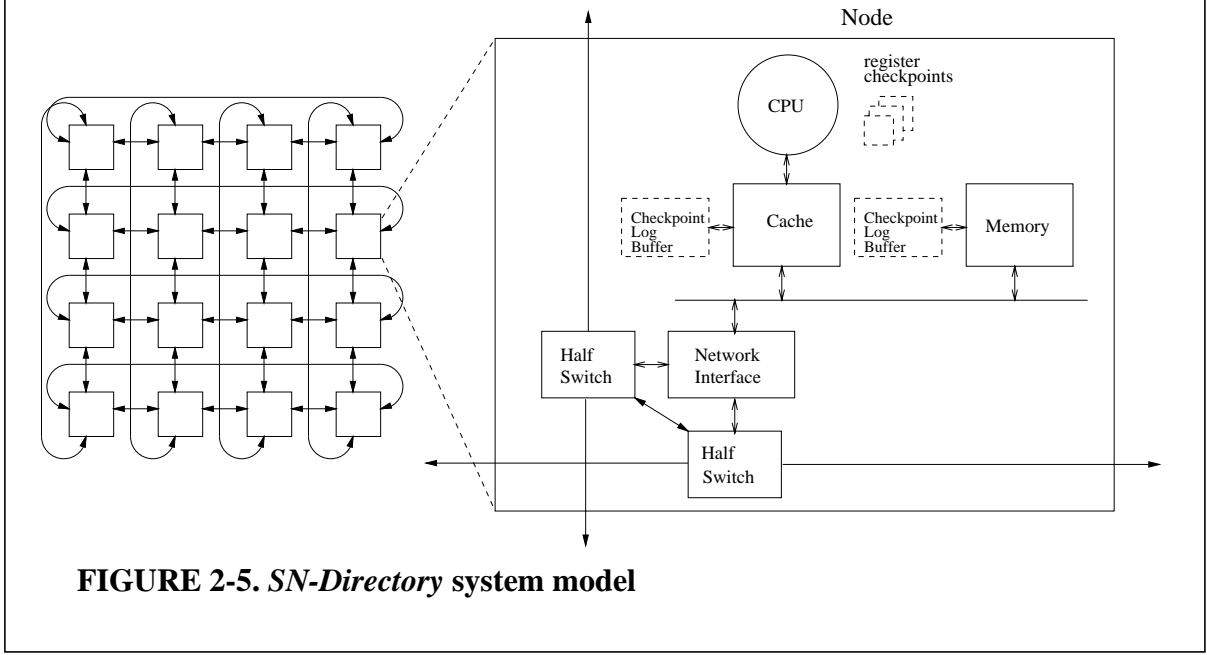 Node
register
checkpoints
CPU
Checkpoint
Log
Buffer
Cache
Checkpoint
Log
Buffer
Memory
Half
Switch
Network
Interface
Half
Switch
FIGURE 2-5. SN-Directory system model